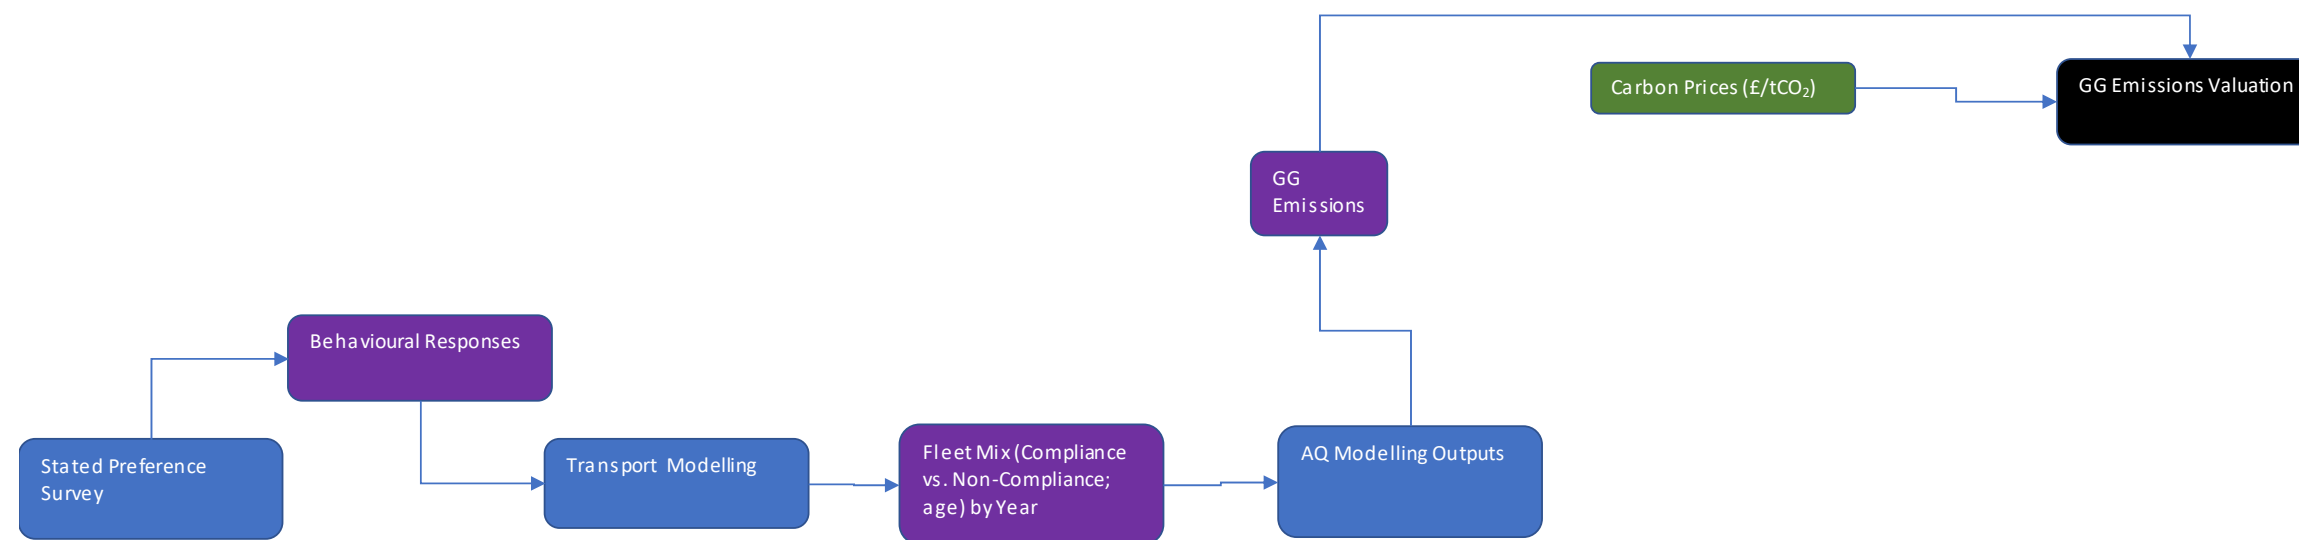 Carbon Prices (£/tCO₂)
GG Emissions Valuation
GG
Emissions
Behavioural Responses
Stated Preference
Survey
Transport Modelling
Fleet Mix (Compliance
vs. Non-Compliance;
age) by Year
AQ Modelling Outputs